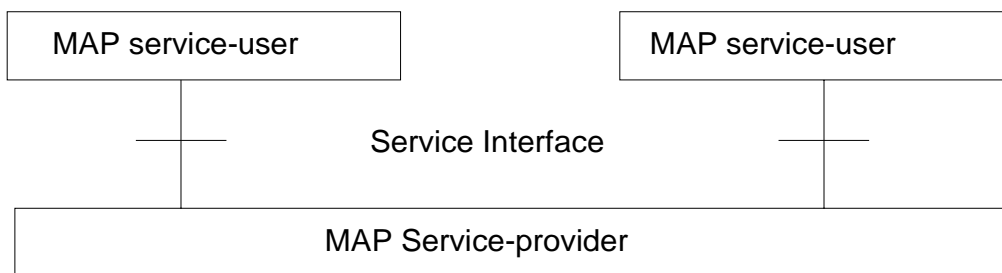 MAP service-user
MAP service-user
Service Interface
MAP Service-provider